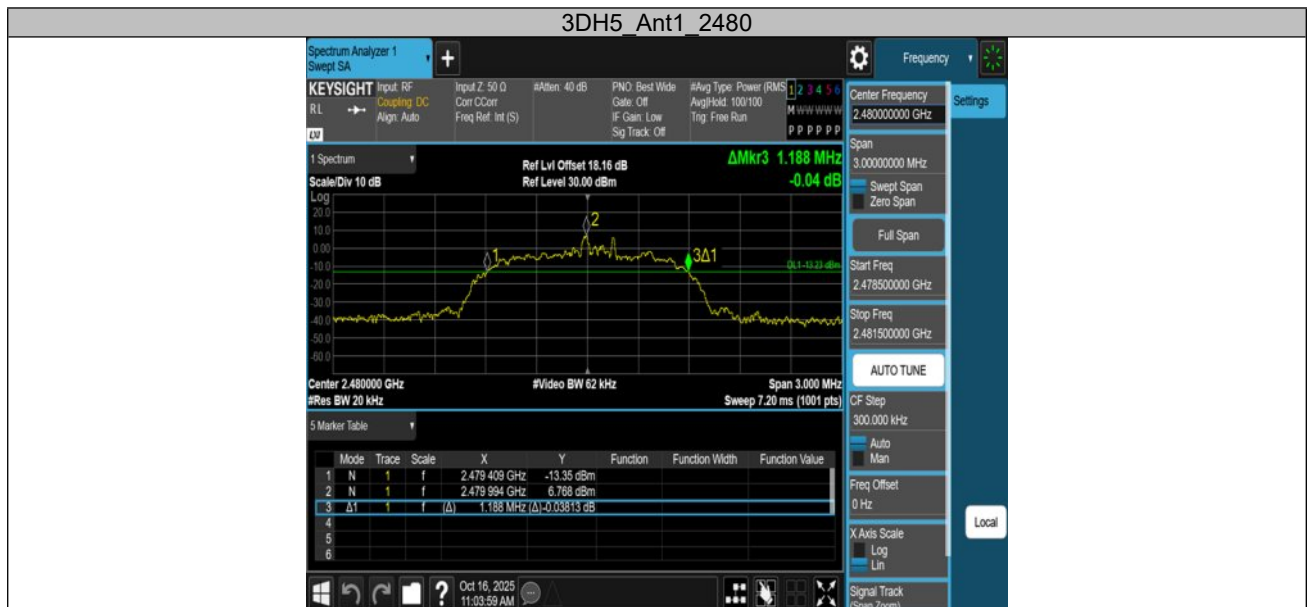 3DH5_Ant1_2480
Spectrum Analyzer 1
Swept SA
Frequency
KEYSIGHT
RL
LXI
Input: RF
Coupling: DC
Align: Auto
Input Z: 50 Ω
Corr CCorr
Freq Ref: Int (S)
#Atten: 40 dB
PNO: Best Wide
Gate: Off
IF Gain: Low
Sig Track: Off
#Avg Type: Power (RMS
Avg|Hold: 100/100
Trig: Free Run
1 2 3 4 5 6
M W W W W W
P P P P P P
Center Frequency
2.480000000 GHz
Settings
1 Spectrum
Ref Lvl Offset 18.16 dB
ΔMkr3 1.188 MHz
Scale/Div 10 dB
Ref Level 30.00 dBm
-0.04 dB
Span
3.00000000 MHz
Swept Span
Zero Span
Log
20.0
10.0
0.00
-10.0
-20.0
-30.0
-40.0
-50.0
-60.0
1
2
3Δ1
DL1 -13.23 dBm
Full Span
Start Freq
2.478500000 GHz
Stop Freq
2.481500000 GHz
AUTO TUNE
Center 2.480000 GHz
#Video BW 62 kHz
Span 3.000 MHz
#Res BW 20 kHz
Sweep 7.20 ms (1001 pts)
CF Step
300.000 kHz
Auto
Man
5 Marker Table
Mode Trace Scale X Y Function Function Width Function Value
1 N 1 f 2.479 409 GHz -13.35 dBm
2 N 1 f 2.479 994 GHz 6.768 dBm
3 Δ1 1 f (Δ) 1.188 MHz (Δ) -0.03813 dB
4
5
6
Freq Offset
0 Hz
Local
X Axis Scale
Log
Lin
Signal Track
(Span Zoom)
?
Oct 16, 2025
11:03:59 AM